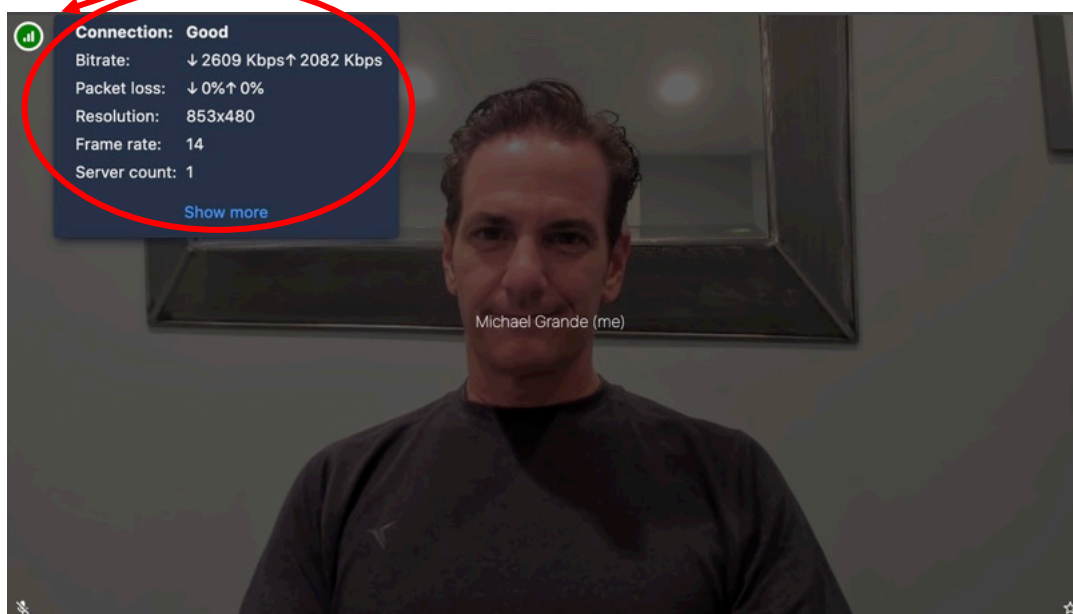 Connection: Good
Bitrate: ↓ 2609 Kbps↑ 2082 Kbps
Packet loss: ↓ 0%↑ 0%
Resolution: 853x480
Frame rate: 14
Server count: 1
Show more
Michael Grande (me)